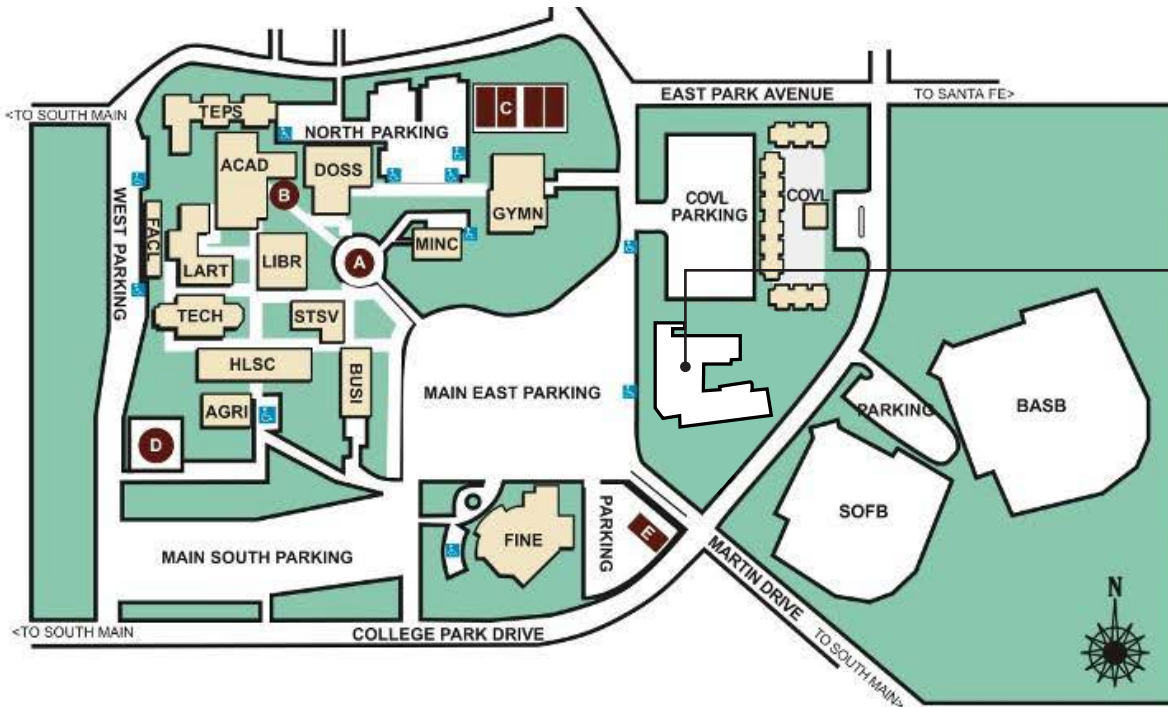 EAST PARK AVENUE
TO SANTA FE>
<TO SOUTH MAIN
TEPS
C
NORTH PARKING
ACAD
DOSS
B
GYMN
COVL
PARKING
COVL
WEST PARKING
FACL
LART
LIBR
A
MINC
TECH
STSV
HLSC
BUSI
MAIN EAST PARKING
AGRI
D
PARKING
BASB
SOFB
FINE
PARKING
E
MAIN SOUTH PARKING
MARTIN DRIVE
N
<TO SOUTH MAIN
COLLEGE PARK DRIVE
TO SOUTH MAIN>